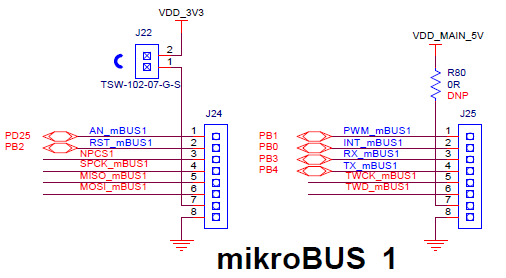 VDD_3V3
J22
2
1
TSW-102-07-G-S
VDD_MAIN_5V
R80
0R
DNP
J24
PD25 AN_mBUS1 1
PB2 RST_mBUS1 2
NPCS1 3
SPCK_mBUS1 4
MISO_mBUS1 5
MOSI_mBUS1 6
7
8
J25
PB1 PWM_mBUS1 1
PB0 INT_mBUS1 2
PB3 RX_mBUS1 3
PB4 TX_mBUS1 4
TWCK_mBUS1 5
TWD_mBUS1 6
7
8
mikroBUS 1